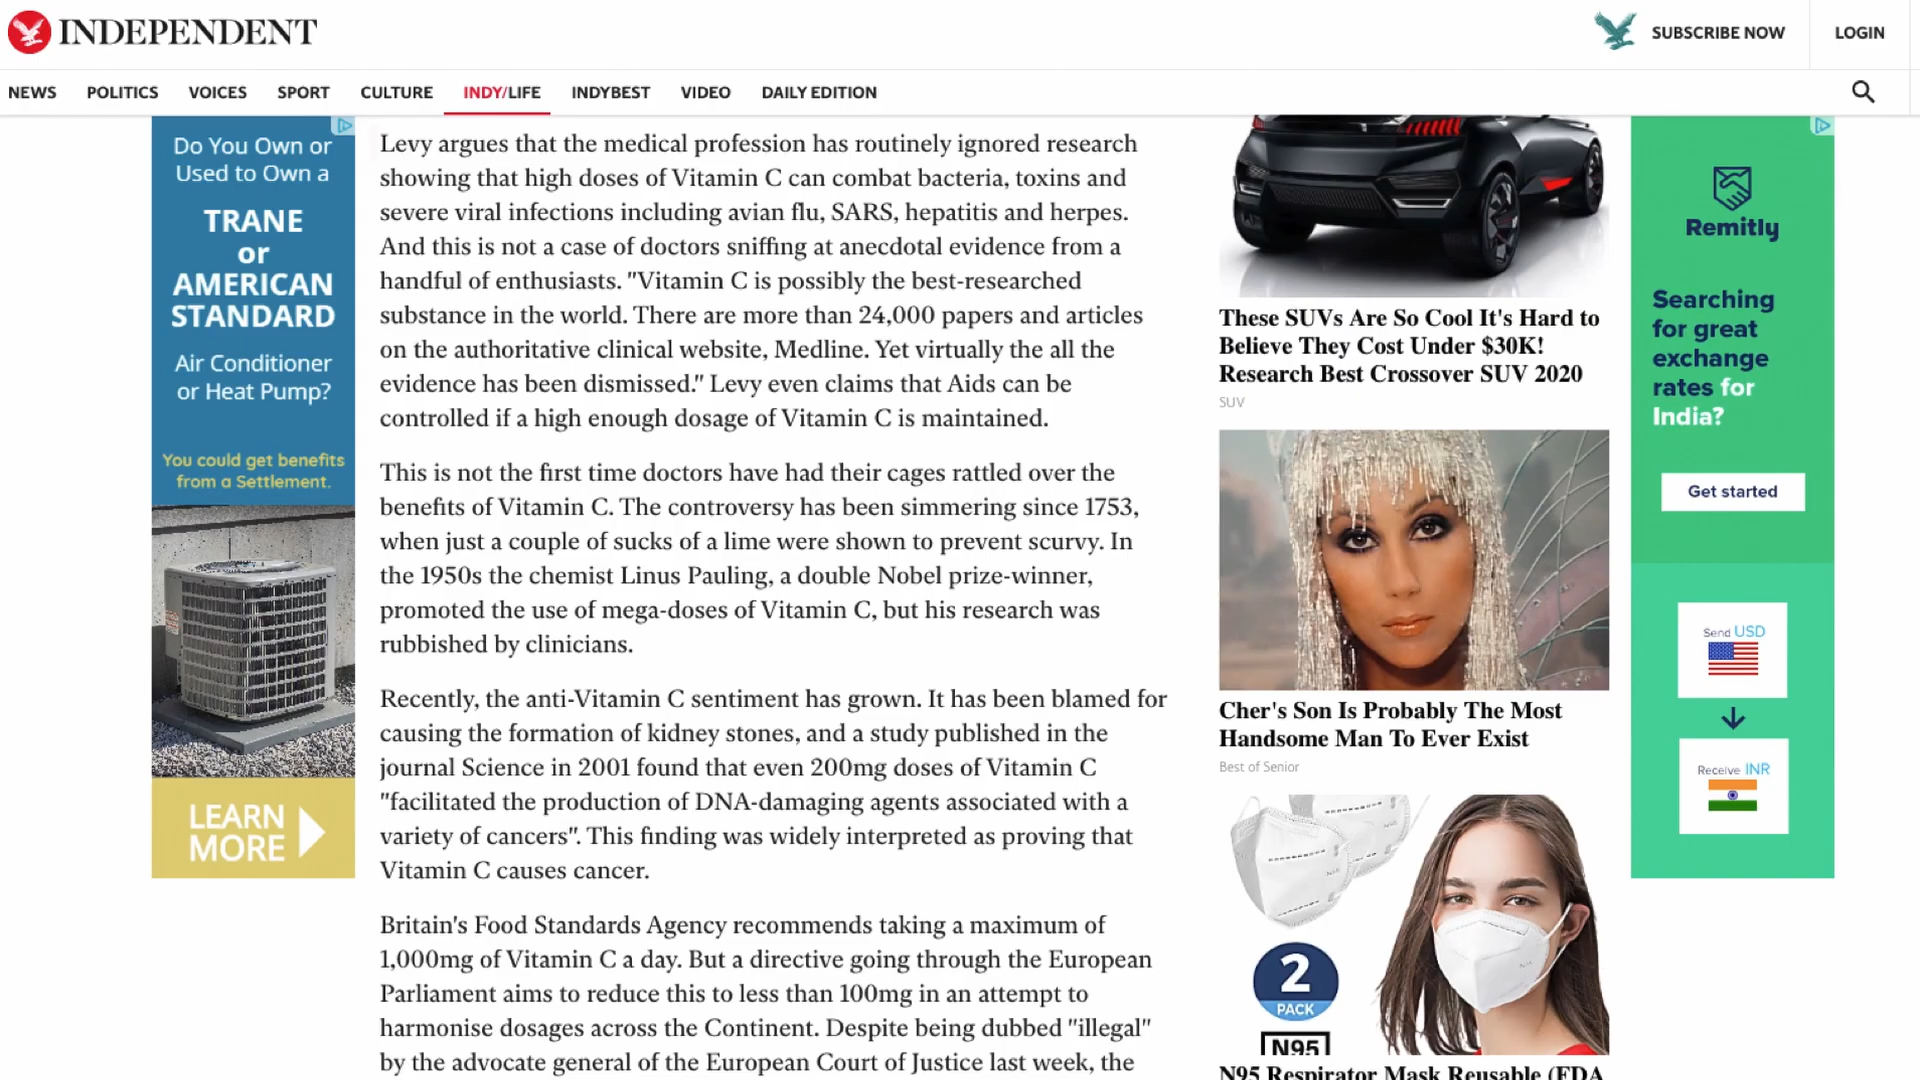 INDEPENDENT
SUBSCRIBE NOW
LOGIN
NEWS
POLITICS
VOICES
SPORT
CULTURE
INDY/LIFE
INDYBEST
VIDEO
DAILY EDITION
Do You Own or
Used to Own a
TRANE
or
AMERICAN
STANDARD
Air Conditioner
or Heat Pump?
You could get benefits
from a Settlement.
LEARN
MORE
Levy argues that the medical profession has routinely ignored research
showing that high doses of Vitamin C can combat bacteria, toxins and
severe viral infections including avian flu, SARS, hepatitis and herpes.
And this is not a case of doctors sniffing at anecdotal evidence from a
handful of enthusiasts. "Vitamin C is possibly the best-researched
substance in the world. There are more than 24,000 papers and articles
on the authoritative clinical website, Medline. Yet virtually the all the
evidence has been dismissed." Levy even claims that Aids can be
controlled if a high enough dosage of Vitamin C is maintained.
This is not the first time doctors have had their cages rattled over the
benefits of Vitamin C. The controversy has been simmering since 1753,
when just a couple of sucks of a lime were shown to prevent scurvy. In
the 1950s the chemist Linus Pauling, a double Nobel prize-winner,
promoted the use of mega-doses of Vitamin C, but his research was
rubbished by clinicians.
Recently, the anti-Vitamin C sentiment has grown. It has been blamed for
causing the formation of kidney stones, and a study published in the
journal Science in 2001 found that even 200mg doses of Vitamin C
"facilitated the production of DNA-damaging agents associated with a
variety of cancers". This finding was widely interpreted as proving that
Vitamin C causes cancer.
Britain's Food Standards Agency recommends taking a maximum of
1,000mg of Vitamin C a day. But a directive going through the European
Parliament aims to reduce this to less than 100mg in an attempt to
harmonise dosages across the Continent. Despite being dubbed "illegal"
by the advocate general of the European Court of Justice last week, the
These SUVs Are So Cool It's Hard to
Believe They Cost Under $30K!
Research Best Crossover SUV 2020
SUV
Cher's Son Is Probably The Most
Handsome Man To Ever Exist
Best of Senior
2
PACK
N95
N95 Respirator Mask Reusable (FDA
Remitly
Searching
for great
exchange
rates for
India?
Get started
Send USD
Receive INR